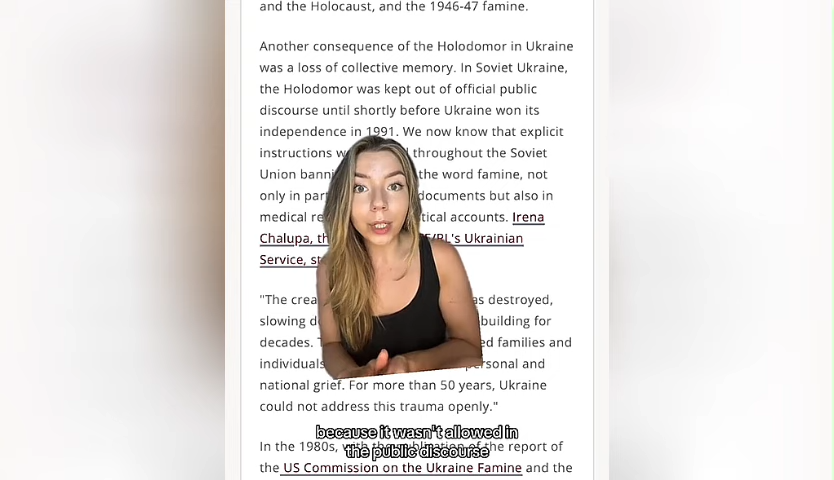 and the Holocaust, and the 1946-47 famine.
Another consequence of the Holodomor in Ukraine
was a loss of collective memory. In Soviet Ukraine,
the Holodomor was kept out of official public
discourse until shortly before Ukraine won its
independence in 1991. We now know that explicit
instructions throughout the Soviet
Union the word famine, not
only in documents but also in
medical accounts. Irena
Chalupa, Ukrainian
Service,
"The destroyed,
slowing for
decades. families and
individuals personal and
national grief. For more than 50 years, Ukraine
could not address this trauma openly."
because it wasn't allowed in
the public discourse
In the 1980s, with the publication of the report of
the US Commission on the Ukraine Famine and the